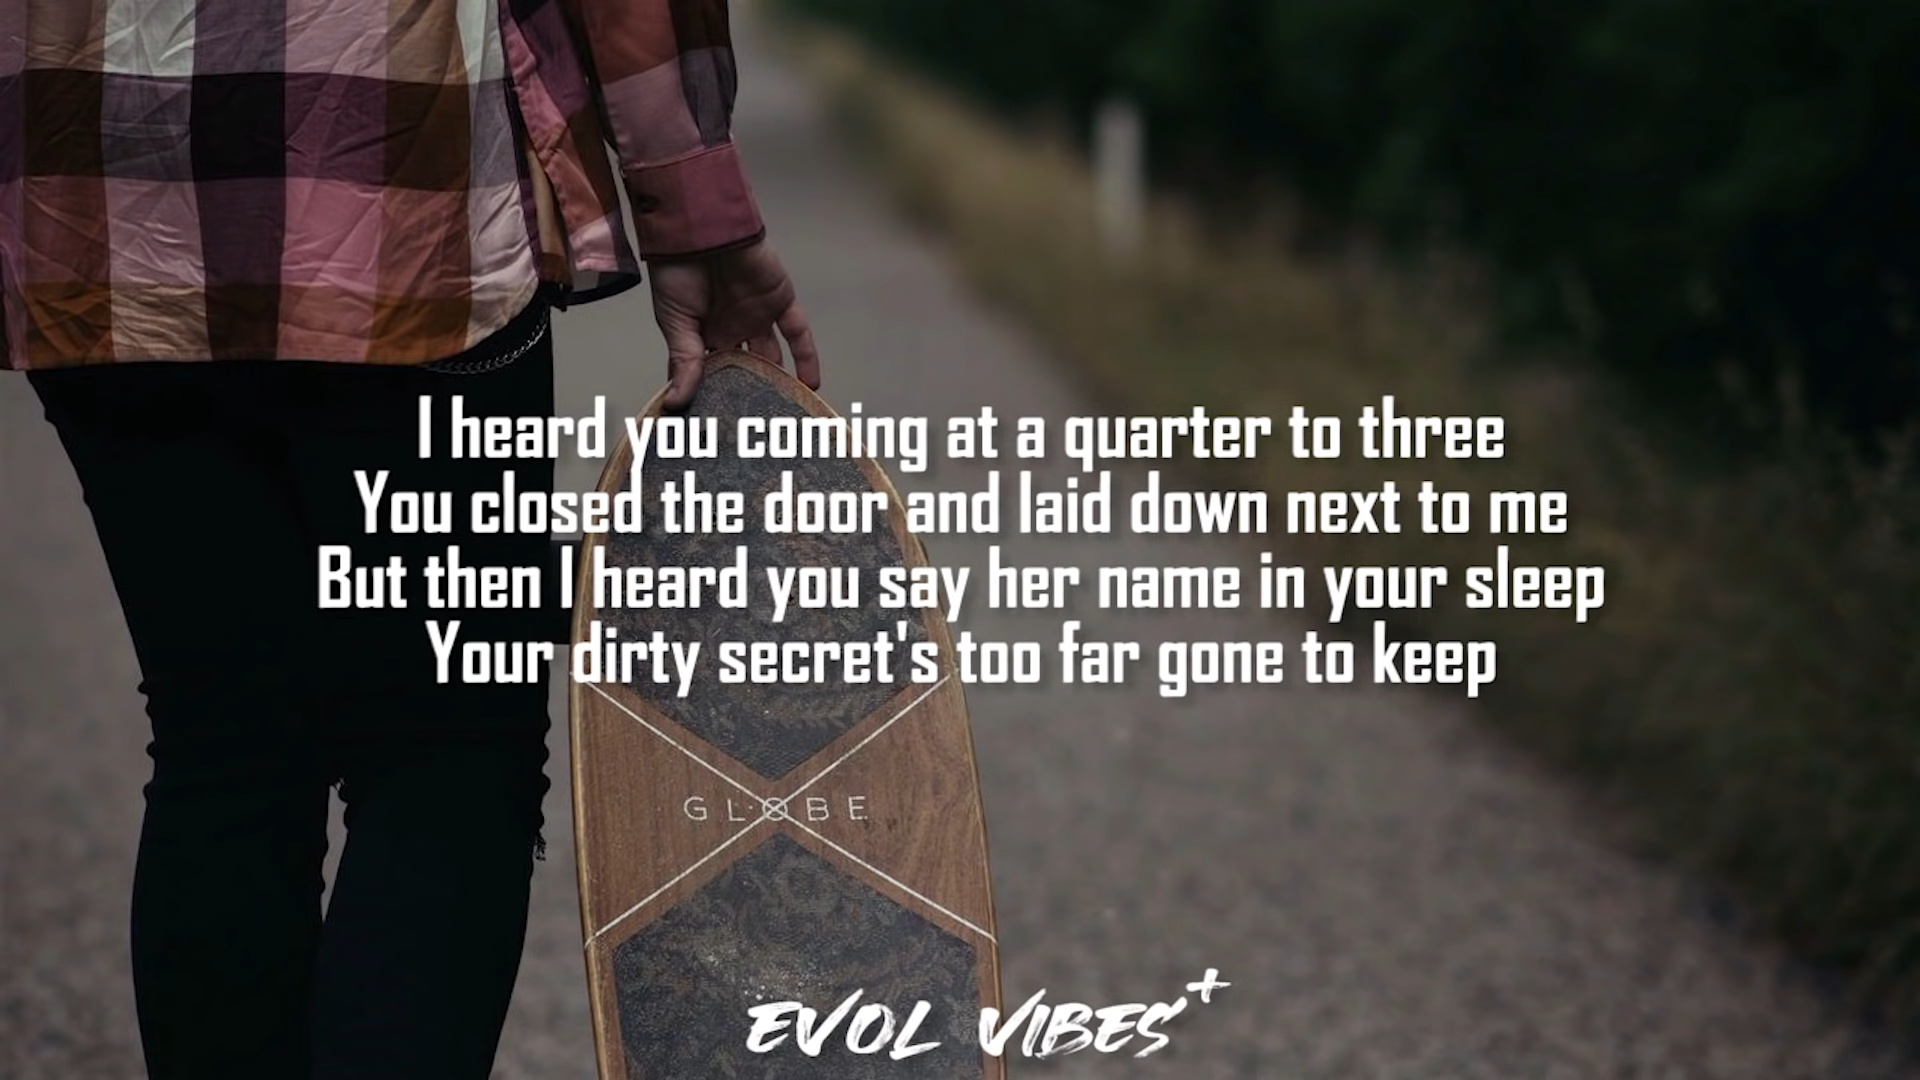 I heard you coming at a quarter to three
You closed the door and laid down next to me
But then I heard you say her name in your sleep
Your dirty secret's too far gone to keep
GLOBE
EVOL VIBES+